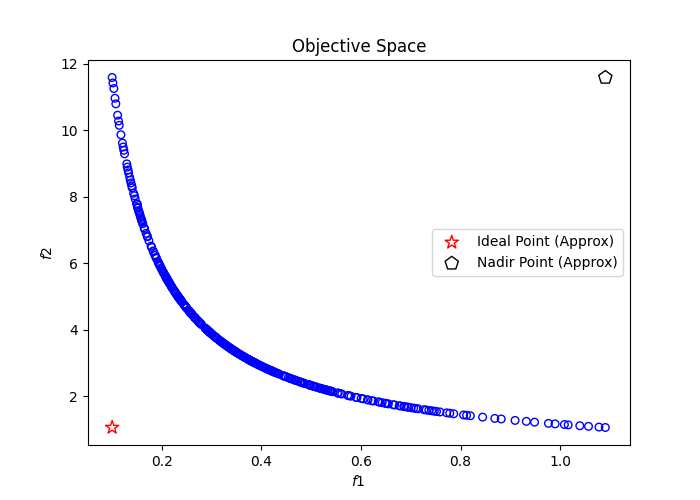 Objective Space
12
10
8
6
4
2
f2
Ideal Point (Approx)
Nadir Point (Approx)
0.2
0.4
0.6
0.8
1.0
f1